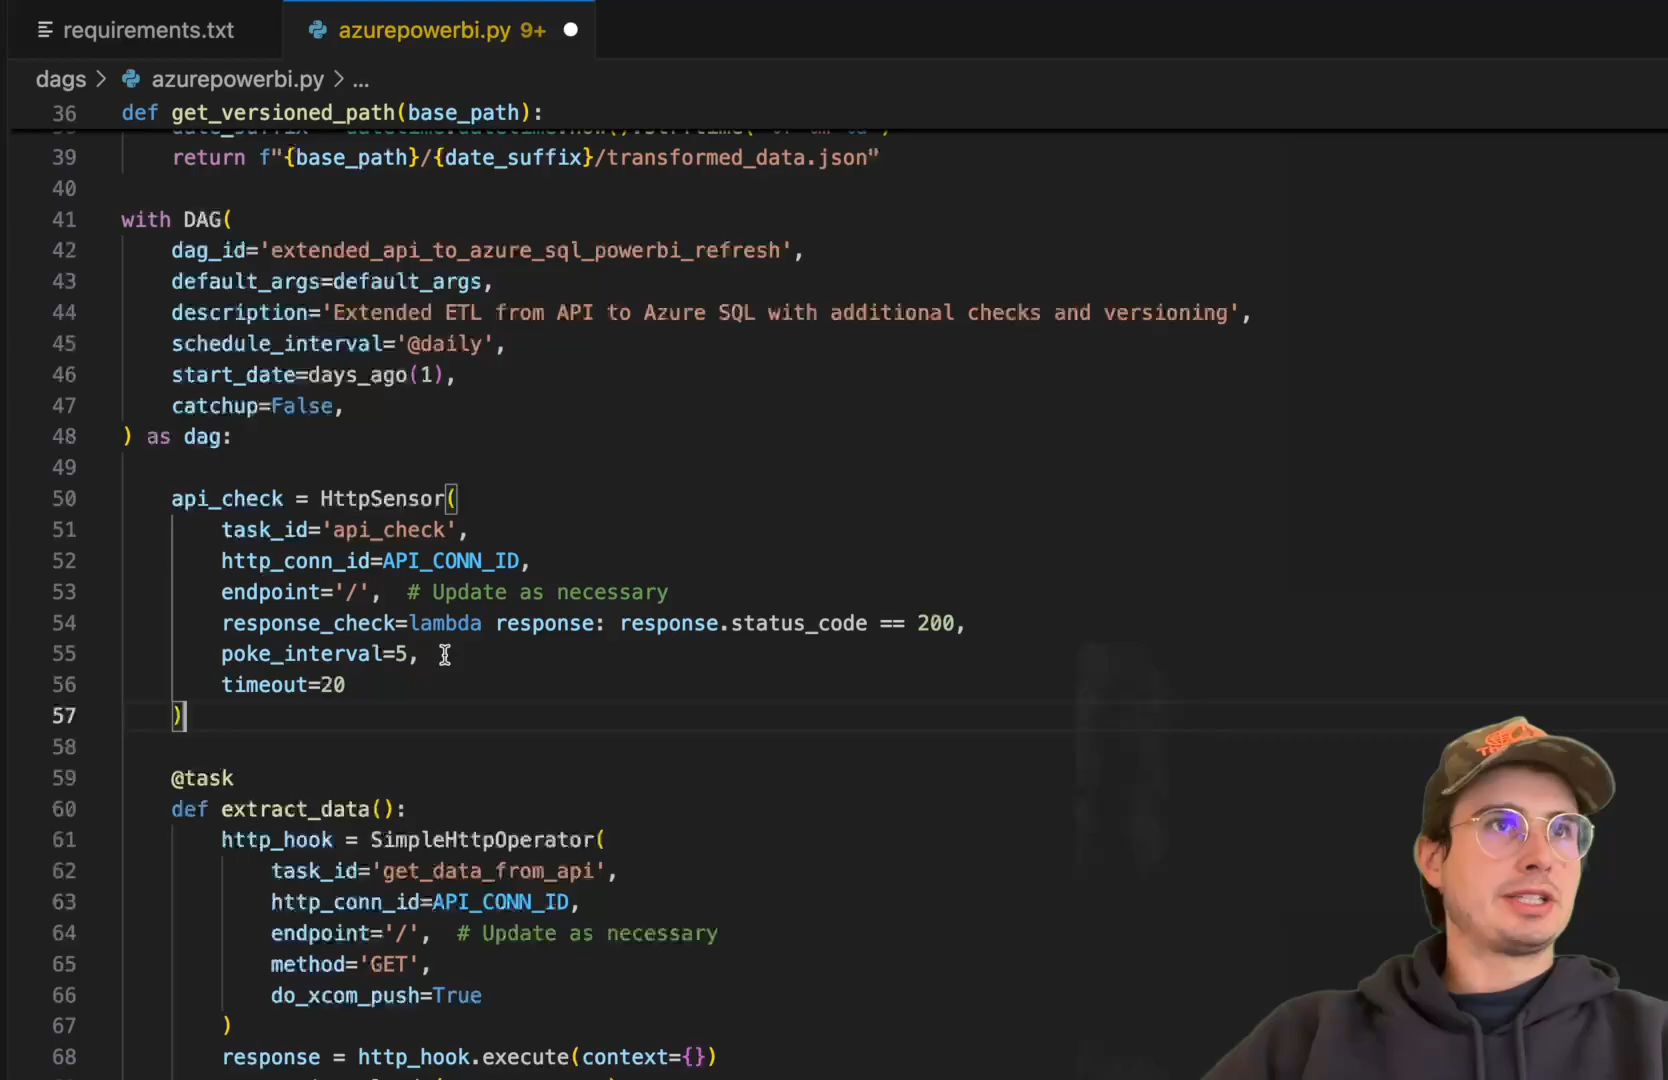 requirements.txt
azurepowerbi.py 9+
dags > azurepowerbi.py > ...
36 def get_versioned_path(base_path):
39 return f"{base_path}/{date_suffix}/transformed_data.json"
40
41 with DAG(
42 dag_id='extended_api_to_azure_sql_powerbi_refresh',
43 default_args=default_args,
44 description='Extended ETL from API to Azure SQL with additional checks and versioning',
45 schedule_interval='@daily',
46 start_date=days_ago(1),
47 catchup=False,
48 ) as dag:
49
50 api_check = HttpSensor(
51 task_id='api_check',
52 http_conn_id=API_CONN_ID,
53 endpoint='/', # Update as necessary
54 response_check=lambda response: response.status_code == 200,
55 poke_interval=5,
56 timeout=20
57 )
58
59 @task
60 def extract_data():
61 http_hook = SimpleHttpOperator(
62 task_id='get_data_from_api',
63 http_conn_id=API_CONN_ID,
64 endpoint='/', # Update as necessary
65 method='GET',
66 do_xcom_push=True
67 )
68 response = http_hook.execute(context={})